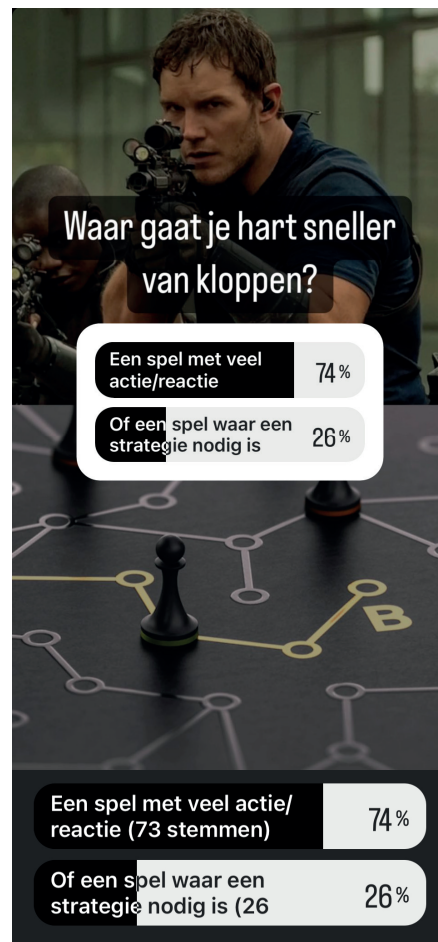 Waar gaat je hart sneller
van kloppen?
Een spel met veel
actie/reactie
74%
Of een spel waar een
strategie nodig is
26%
B
Een spel met veel actie/
reactie (73 stemmen)
74%
Of een spel waar een
strategie nodig is (26
26%